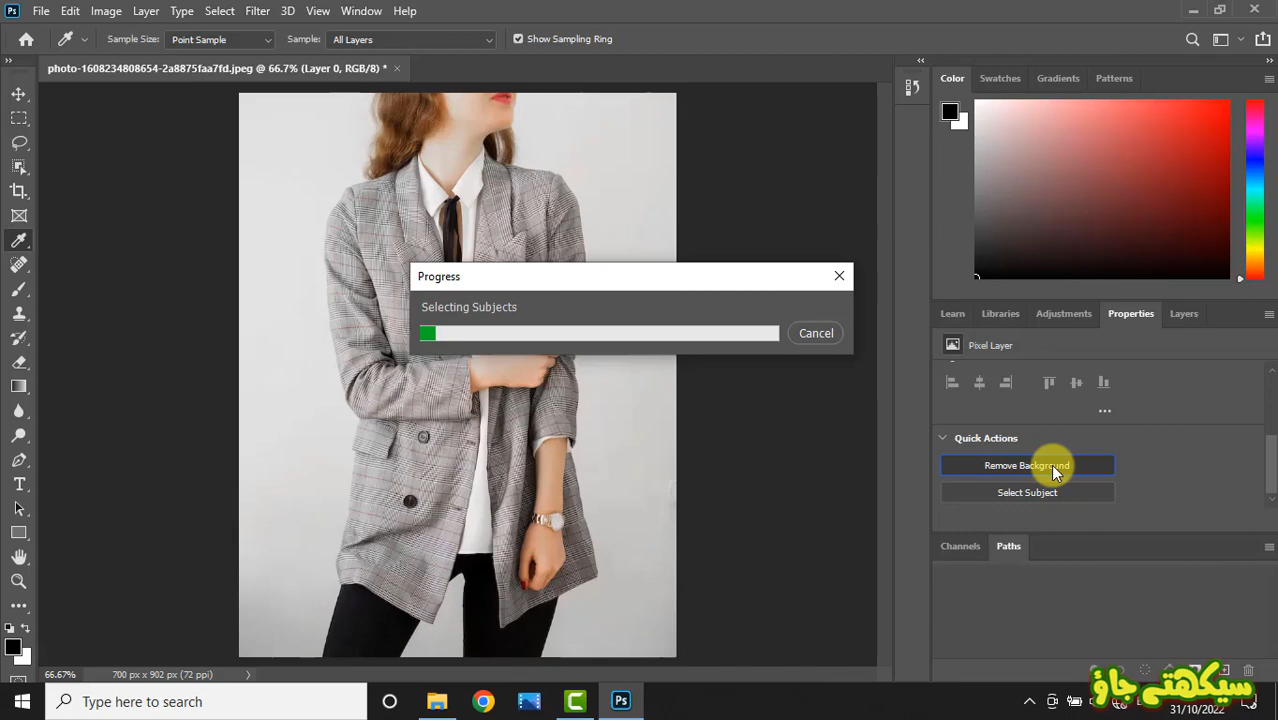 Ps File Edit Image Layer Type Select Filter 3D View Window Help
Sample Size: Point Sample Sample: All Layers Show Sampling Ring
photo-1608234808654-2a8875faa7fd.jpeg @ 66.7% (Layer 0, RGB/8) *
Color Swatches Gradients Patterns
Progress
Selecting Subjects
Cancel
Learn Libraries Adjustments Properties Layers
Pixel Layer
Quick Actions
Remove Background
Select Subject
Channels Paths
66.67% 700 px x 902 px (72 ppi)
سیکھتی جاؤ
Type here to search
Ps
31/10/2022